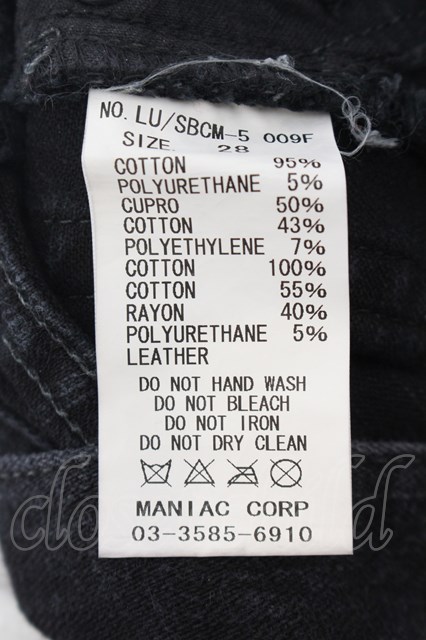 NO. LU/SBCM-5 009F
SIZE. 28
COTTON 95%
POLYURETHANE 5%
CUPRO 50%
COTTON 43%
POLYETHYLENE 7%
COTTON 100%
COTTON 55%
RAYON 40%
POLYURETHANE 5%
LEATHER
DO NOT HAND WASH
DO NOT BLEACH
DO NOT IRON
DO NOT DRY CLEAN
MANIAC CORP
03-3585-6910